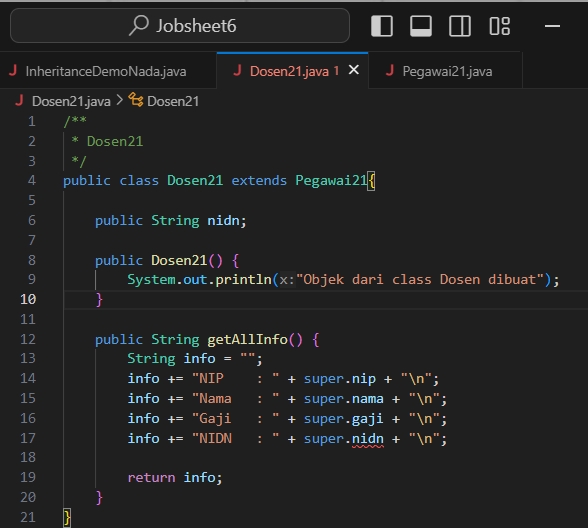 Jobsheet6
InheritanceDemoNada.java
Dosen21.java 1
Pegawai21.java
Dosen21.java > Dosen21
1 /**
2  * Dosen21
3  */
4 public class Dosen21 extends Pegawai21{
5
6     public String nidn;
7
8     public Dosen21() {
9         System.out.println(x:"Objek dari class Dosen dibuat");
10     }
11
12     public String getAllInfo() {
13         String info = "";
14         info += "NIP    : " + super.nip + "\n";
15         info += "Nama   : " + super.nama + "\n";
16         info += "Gaji   : " + super.gaji + "\n";
17         info += "NIDN   : " + super.nidn + "\n";
18
19         return info;
20     }
21 }